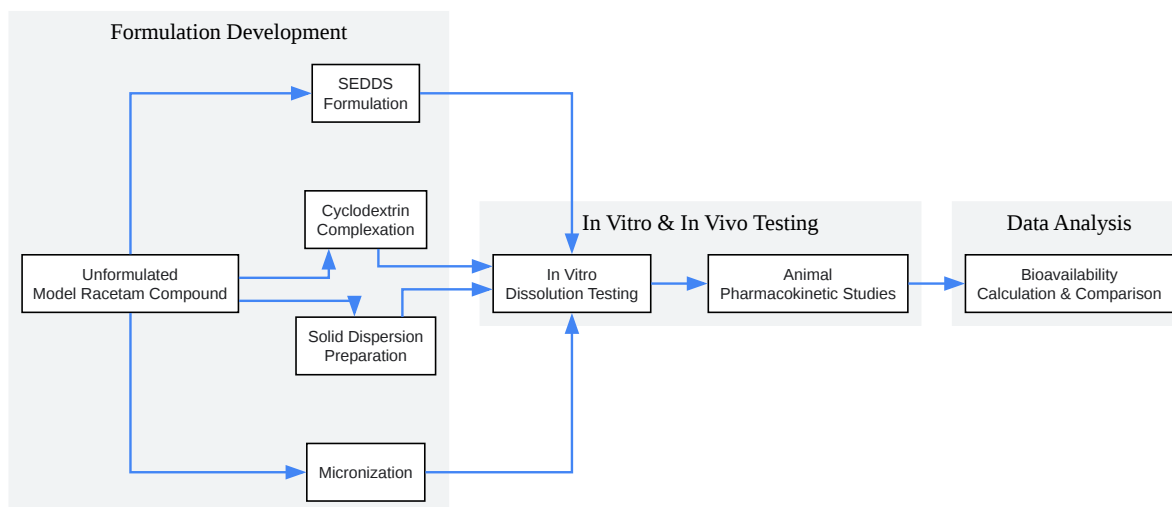 Formulation Development
SEDDS
Formulation
Cyclodextrin
Complexation
Unformulated
Model Racetam Compound
Solid Dispersion
Preparation
Micronization
In Vitro & In Vivo Testing
In Vitro
Dissolution Testing
Animal
Pharmacokinetic Studies
Data Analysis
Bioavailability
Calculation & Comparison